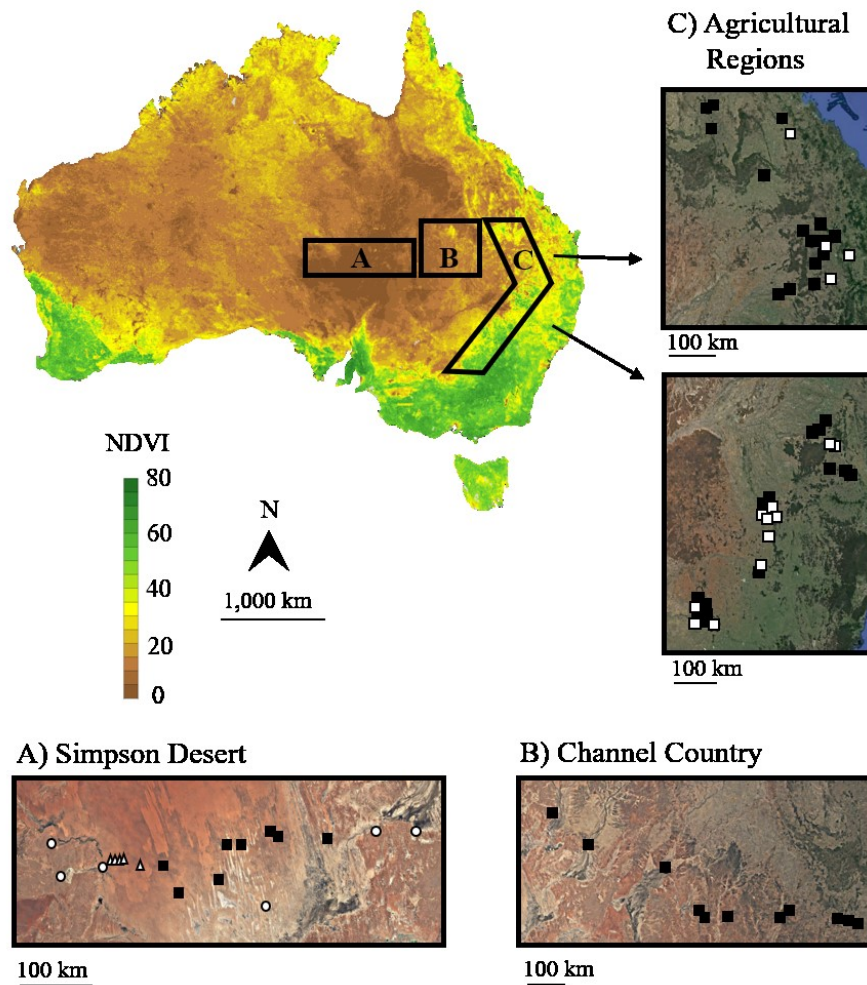 C) Agricultural
Regions
A
B
C
100 km
NDVI
80
60
40
20
0
N
1,000 km
100 km
A) Simpson Desert
B) Channel Country
100 km
100 km